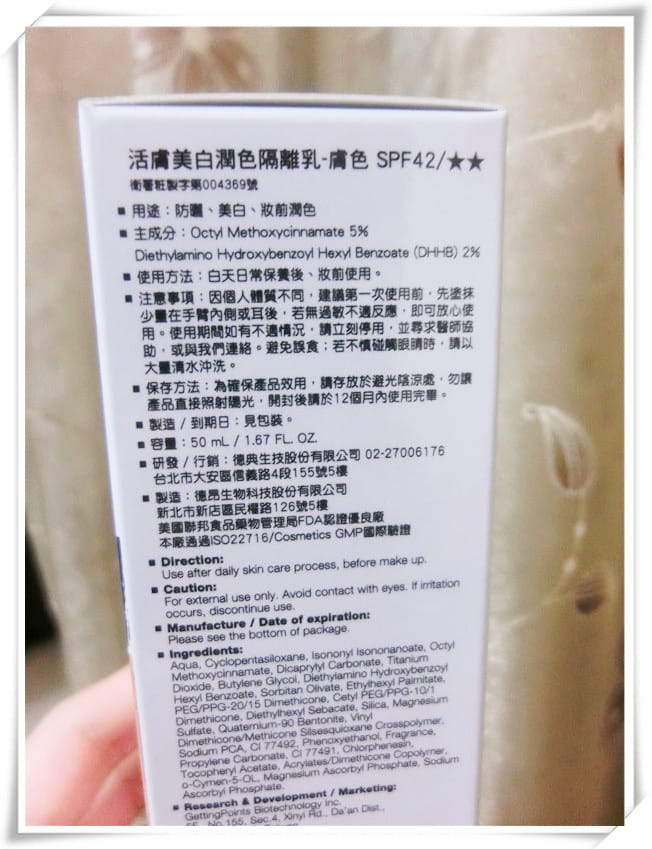 活膚美白潤色隔離乳-膚色 SPF42/★★
衛署粧製字第004369號
■ 用途：防曬、美白、妝前潤色
■ 主成分：Octyl Methoxycinnamate 5%
Diethylamino Hydroxybenzoyl Hexyl Benzoate (DHHB) 2%
■ 使用方法：白天日常保養後、妝前使用。
■ 注意事項：因個人體質不同，建議第一次使用前，先塗抹
少量在手臂內側或耳後，若無過敏不適反應，即可放心使
用。使用期間如有不適情況，請立刻停用，並尋求醫師協
助，或與我們連絡。避免誤食；若不慎碰觸眼睛時，請以
大量清水沖洗。
■ 保存方法：為確保產品效用，請存放於避光陰涼處，勿讓
產品直接照射陽光，開封後請於12個月內使用完畢。
■ 製造 / 到期日：見包裝。
■ 容量：50 mL / 1.67 FL. OZ.
■ 研發 / 行銷：德典生技股份有限公司 02-27006176
台北市大安區信義路4段155號5樓
■ 製造：德昂生物科技股份有限公司
新北市新店區民權路126號5樓
美國聯邦食品藥物管理局FDA認證優良廠
本廠通過ISO22716/Cosmetics GMP國際驗證
■ Direction:
Use after daily skin care process, before make up.
■ Caution:
For external use only. Avoid contact with eyes. If irritation
occurs, discontinue use.
■ Manufacture / Date of expiration:
Please see the bottom of package.
■ Ingredients:
Aqua, Cyclopentasiloxane, Isononyl Isononanoate, Octyl
Methoxycinnamate, Dicaprylyl Carbonate, Titanium
Dioxide, Butylene Glycol, Diethylamino Hydroxybenzoyl
Hexyl Benzoate, Sorbitan Olivate, Ethylhexyl Palmitate,
PEG/PPG-20/15 Dimethicone, Cetyl PEG/PPG-10/1
Dimethicone, Diethylhexyl Sebacate, Silica, Magnesium
Sulfate, Quaternium-90 Bentonite, Vinyl
Dimethicone/Methicone Silsesquioxane Crosspolymer,
Sodium PCA, CI 77492, Phenoxyethanol, Fragrance,
Propylene Carbonate, CI 77491, Chlorphenesin,
Tocopheryl Acetate, Acrylates/Dimethicone Copolymer,
o-Cymen-5-OL, Magnesium Ascorbyl Phosphate, Sodium
Ascorbyl Phosphate.
■ Research & Development / Marketing:
GettingPoints Biotechnology Inc.
5F., No.155, Sec.4, Xinyi Rd., Da'an Dist.,